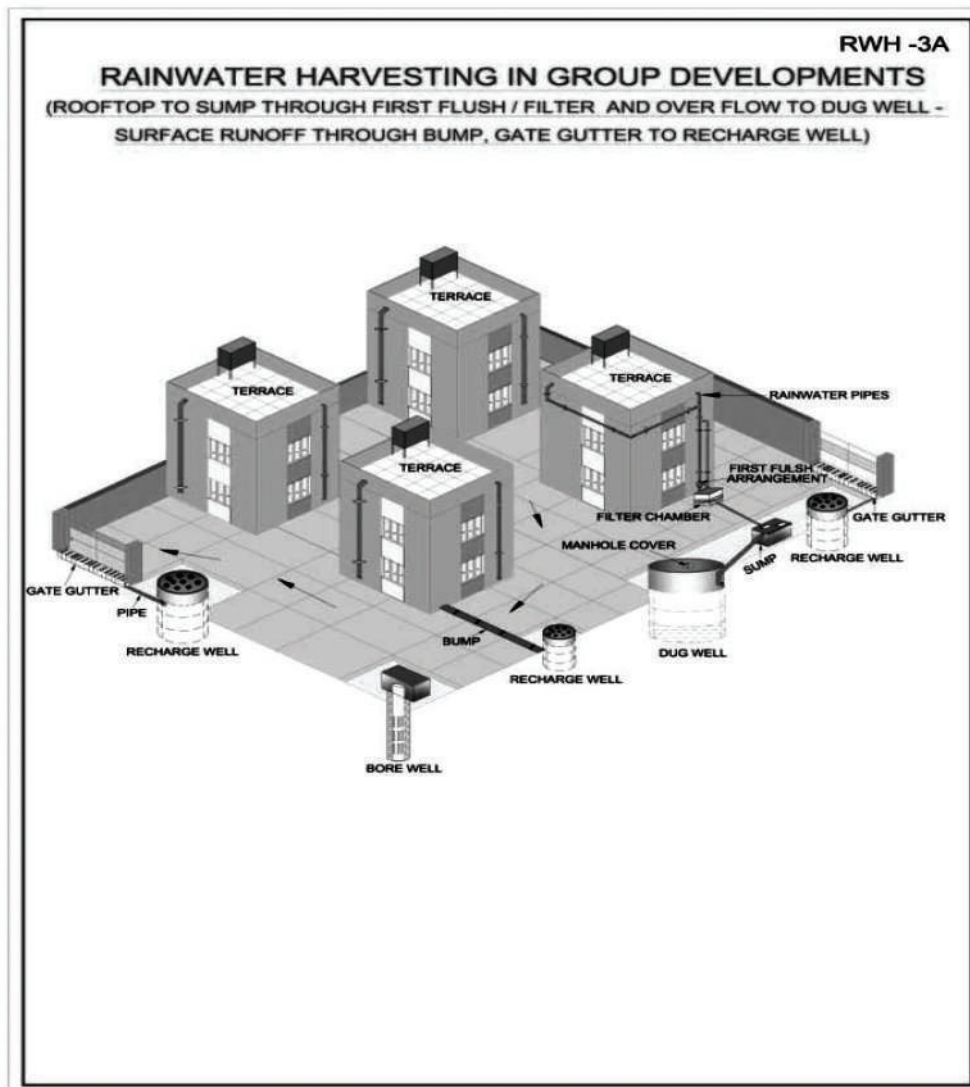 RWH -3A
RAINWATER HARVESTING IN GROUP DEVELOPMENTS
(ROOFTOP TO SUMP THROUGH FIRST FLUSH / FILTER AND OVER FLOW TO DUG WELL -
SURFACE RUNOFF THROUGH BUMP, GATE GUTTER TO RECHARGE WELL)
TERRACE
TERRACE
TERRACE
TERRACE
RAINWATER PIPES
FIRST FULSH
ARRANGEMENT
FILTER CHAMBER
GATE GUTTER
MANHOLE COVER
SUMP
RECHARGE WELL
GATE GUTTER
PIPE
BUMP
RECHARGE WELL
DUG WELL
RECHARGE WELL
BORE WELL